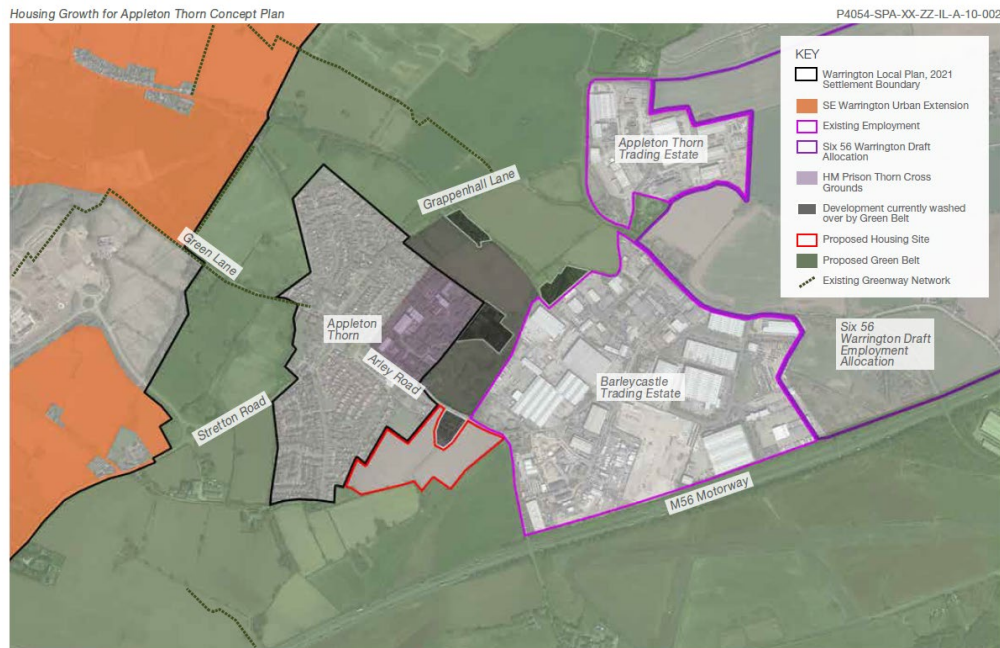 Housing Growth for Appleton Thorn Concept Plan
P4054-SPA-XX-ZZ-IL-A-10-002
KEY
Warrington Local Plan, 2021
Settlement Boundary
SE Warrington Urban Extension
Existing Employment
Six 56 Warrington Draft
Allocation
HM Prison Thorn Cross
Grounds
Development currently washed
over by Green Belt
Proposed Housing Site
Proposed Green Belt
Existing Greenway Network
Appleton Thorn
Trading Estate
Grappenhall Lane
Green Lane
Appleton
Thorn
Arley Road
Stretton Road
Barleycastle
Trading Estate
Six 56
Warrington Draft
Employment
Allocation
M56 Motorway